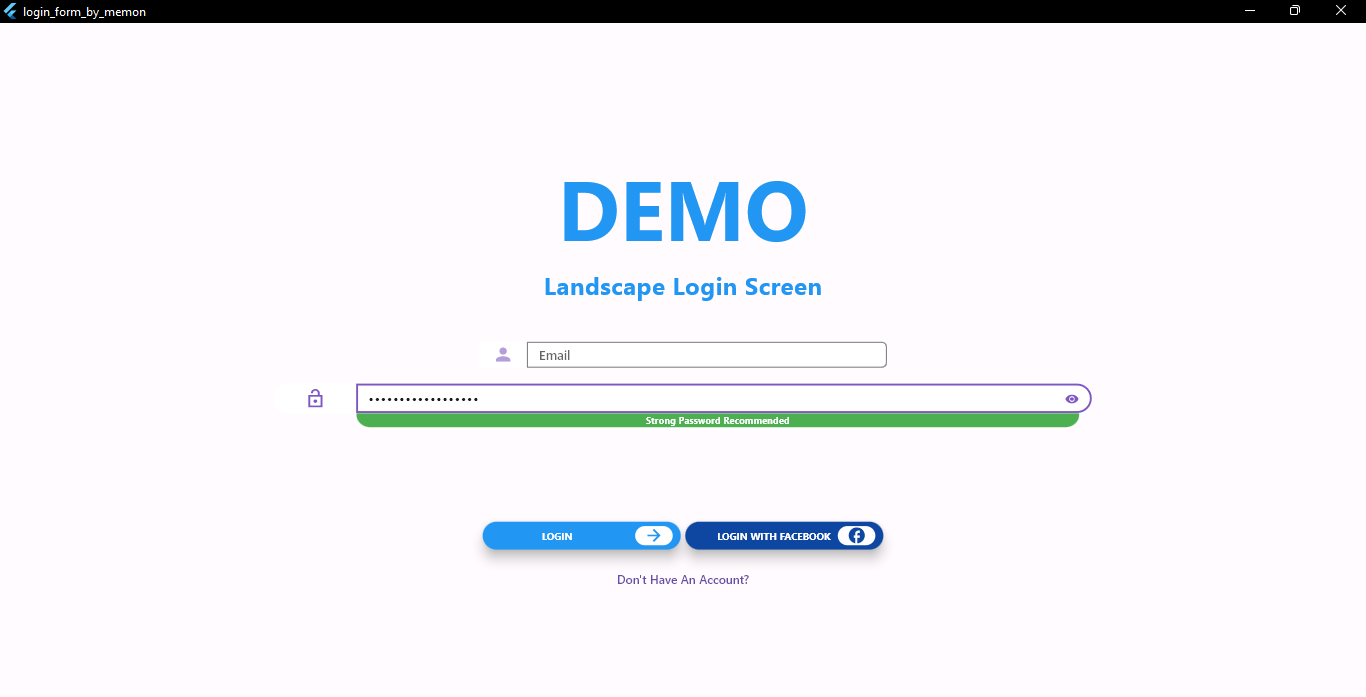 login_form_by_memon
DEMO
Landscape Login Screen
Email
••••••••••••••••••
Strong Password Recommended
LOGIN
LOGIN WITH FACEBOOK
Don't Have An Account?